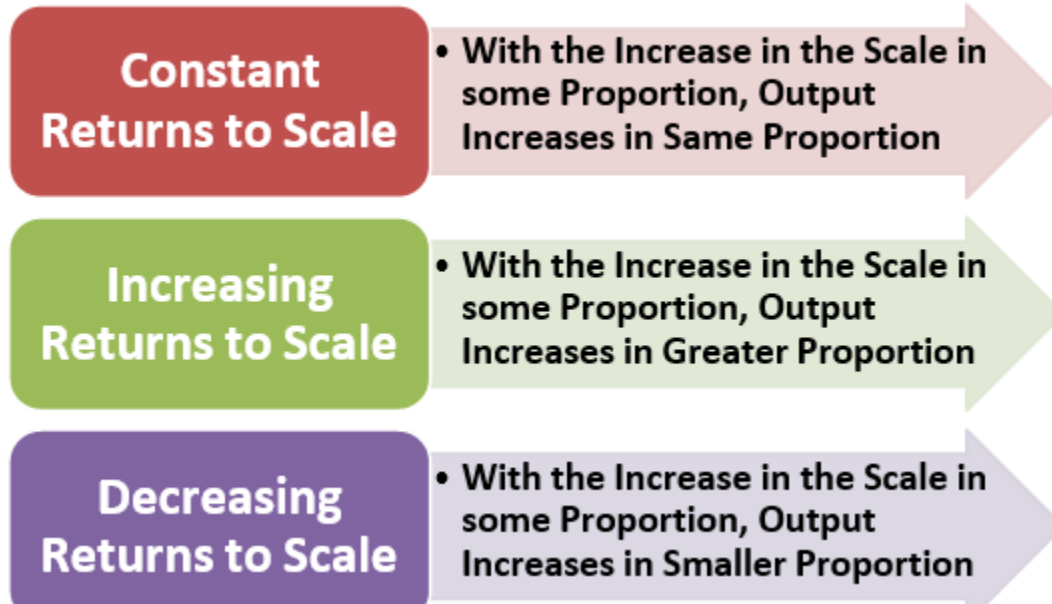 Constant
Returns to Scale
• With the Increase in the Scale in
some Proportion, Output
Increases in Same Proportion
Increasing
Returns to Scale
• With the Increase in the Scale in
some Proportion, Output
Increases in Greater Proportion
Decreasing
Returns to Scale
• With the Increase in the Scale in
some Proportion, Output
Increases in Smaller Proportion